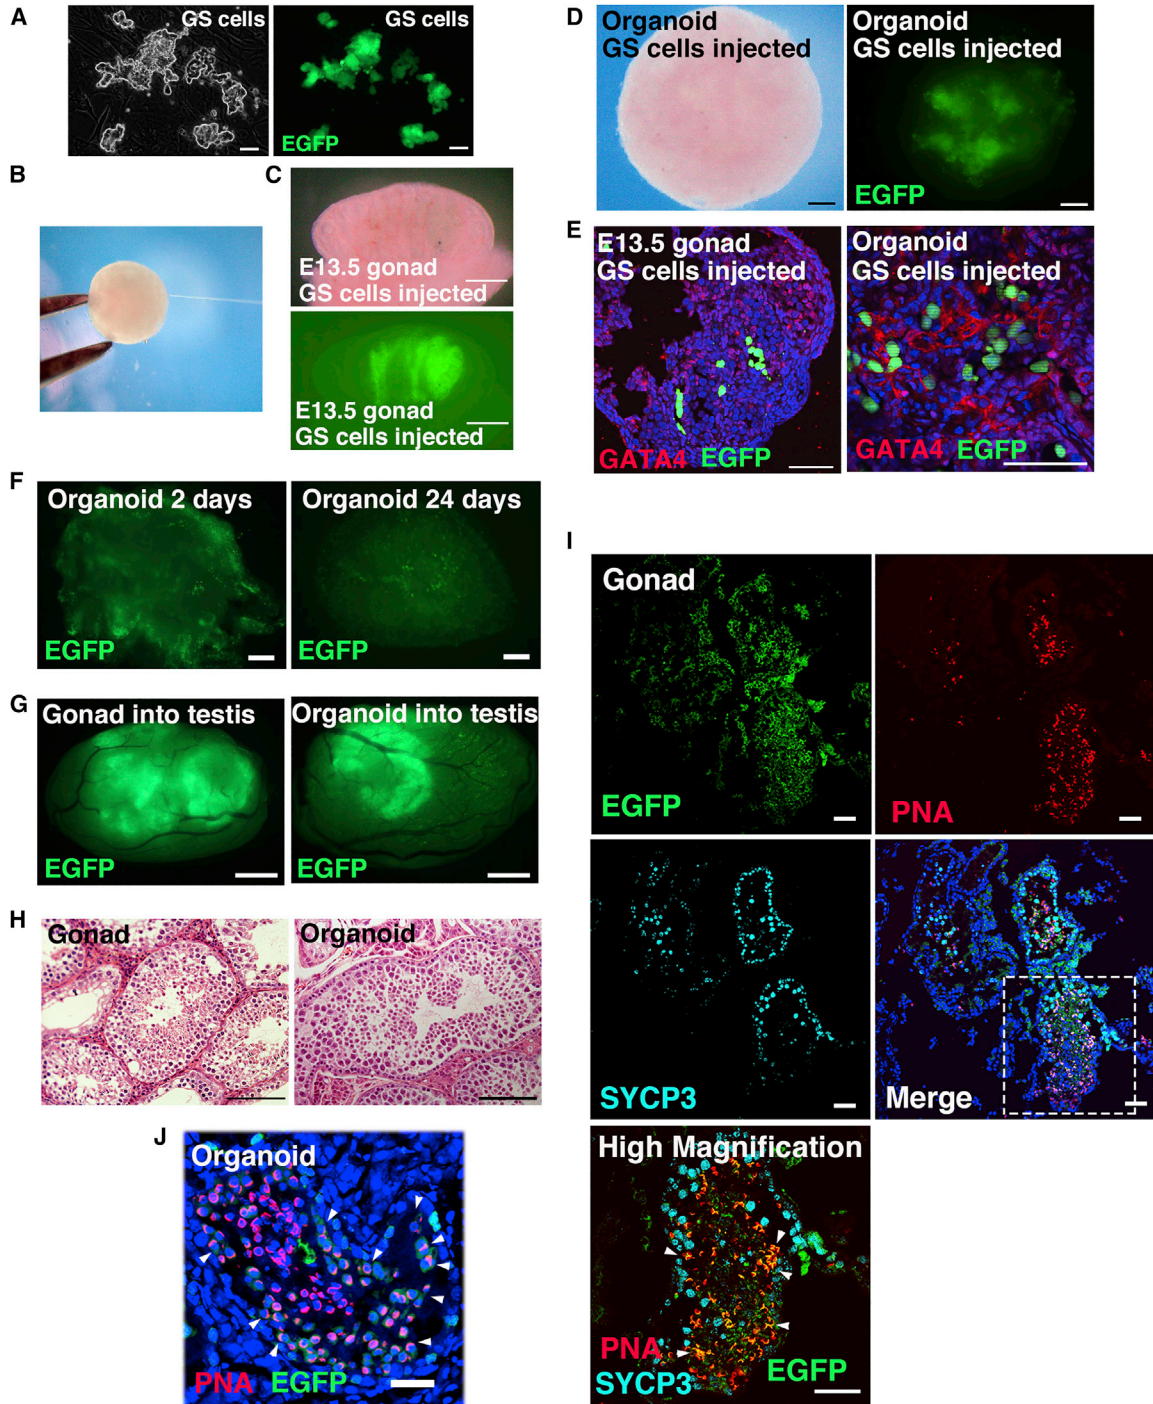 A
GS cells
GS cells
EGFP
B
C
E13.5 gonad
GS cells injected
E13.5 gonad
GS cells injected
D
Organoid
GS cells injected
Organoid
GS cells injected
EGFP
E
E13.5 gonad
GS cells injected
GATA4 EGFP
Organoid
GS cells injected
GATA4 EGFP
F
Organoid 2 days
EGFP
Organoid 24 days
EGFP
G
Gonad into testis
EGFP
Organoid into testis
EGFP
H
Gonad
Organoid
I
Gonad
EGFP
PNA
SYCP3
Merge
High Magnification
PNA
SYCP3
EGFP
J
Organoid
PNA EGFP